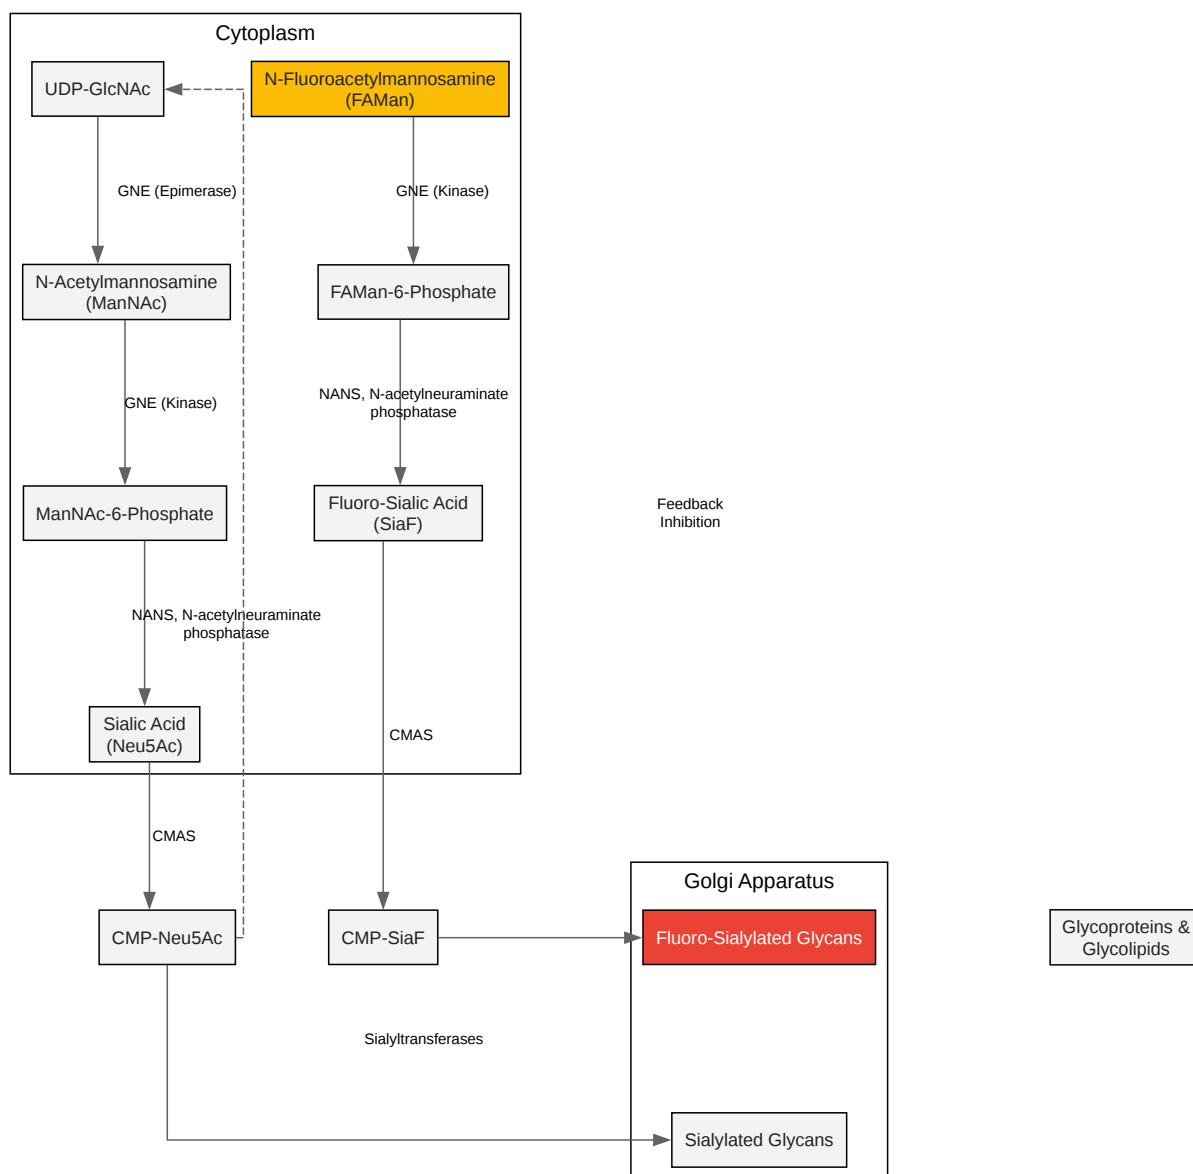 Cytoplasm
UDP-GlcNAc
N-Fluoroacetylmannosamine
(FAMan)
GNE (Epimerase)
GNE (Kinase)
N-Acetylmannosamine
(ManNAc)
FAMan-6-Phosphate
GNE (Kinase)
NANS, N-acetylneuraminate
phosphatase
ManNAc-6-Phosphate
Fluoro-Sialic Acid
(SiaF)
Feedback
Inhibition
NANS, N-acetylneuraminate
phosphatase
Sialic Acid
(Neu5Ac)
CMAS
CMAS
Golgi Apparatus
CMP-Neu5Ac
CMP-SiaF
Fluoro-Sialylated Glycans
Glycoproteins &
Glycolipids
Sialyltransferases
Sialylated Glycans